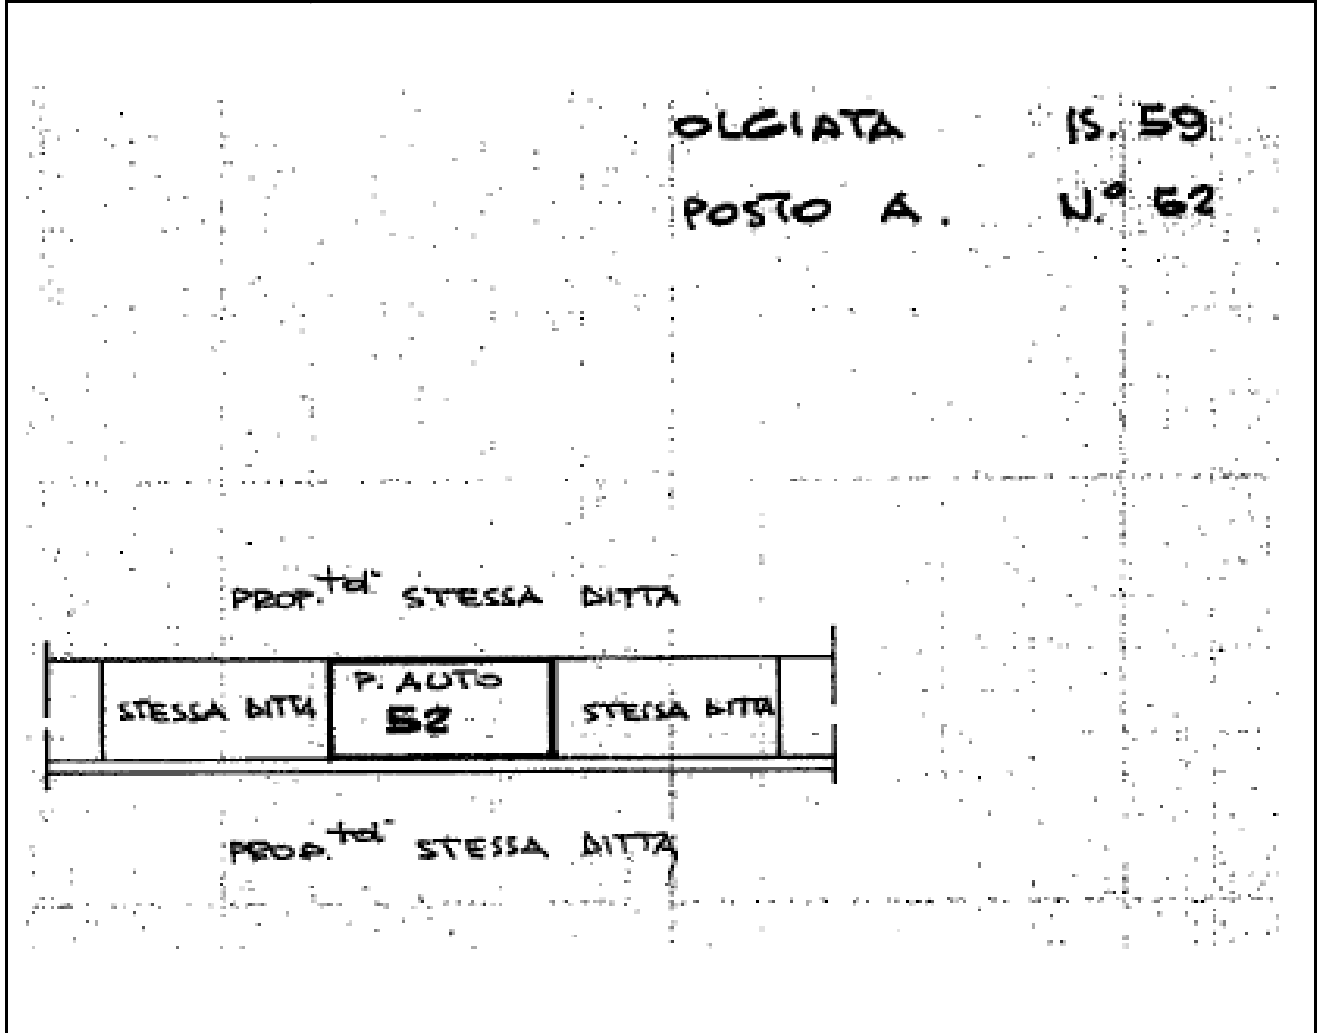 OLGIATA IS. 59
POSTO A. N.º 52
PROP.tà STESSA DITTA
STESSA DITTA
P. AUTO
52
STESSA DITTA
PROP.tà STESSA DITTA